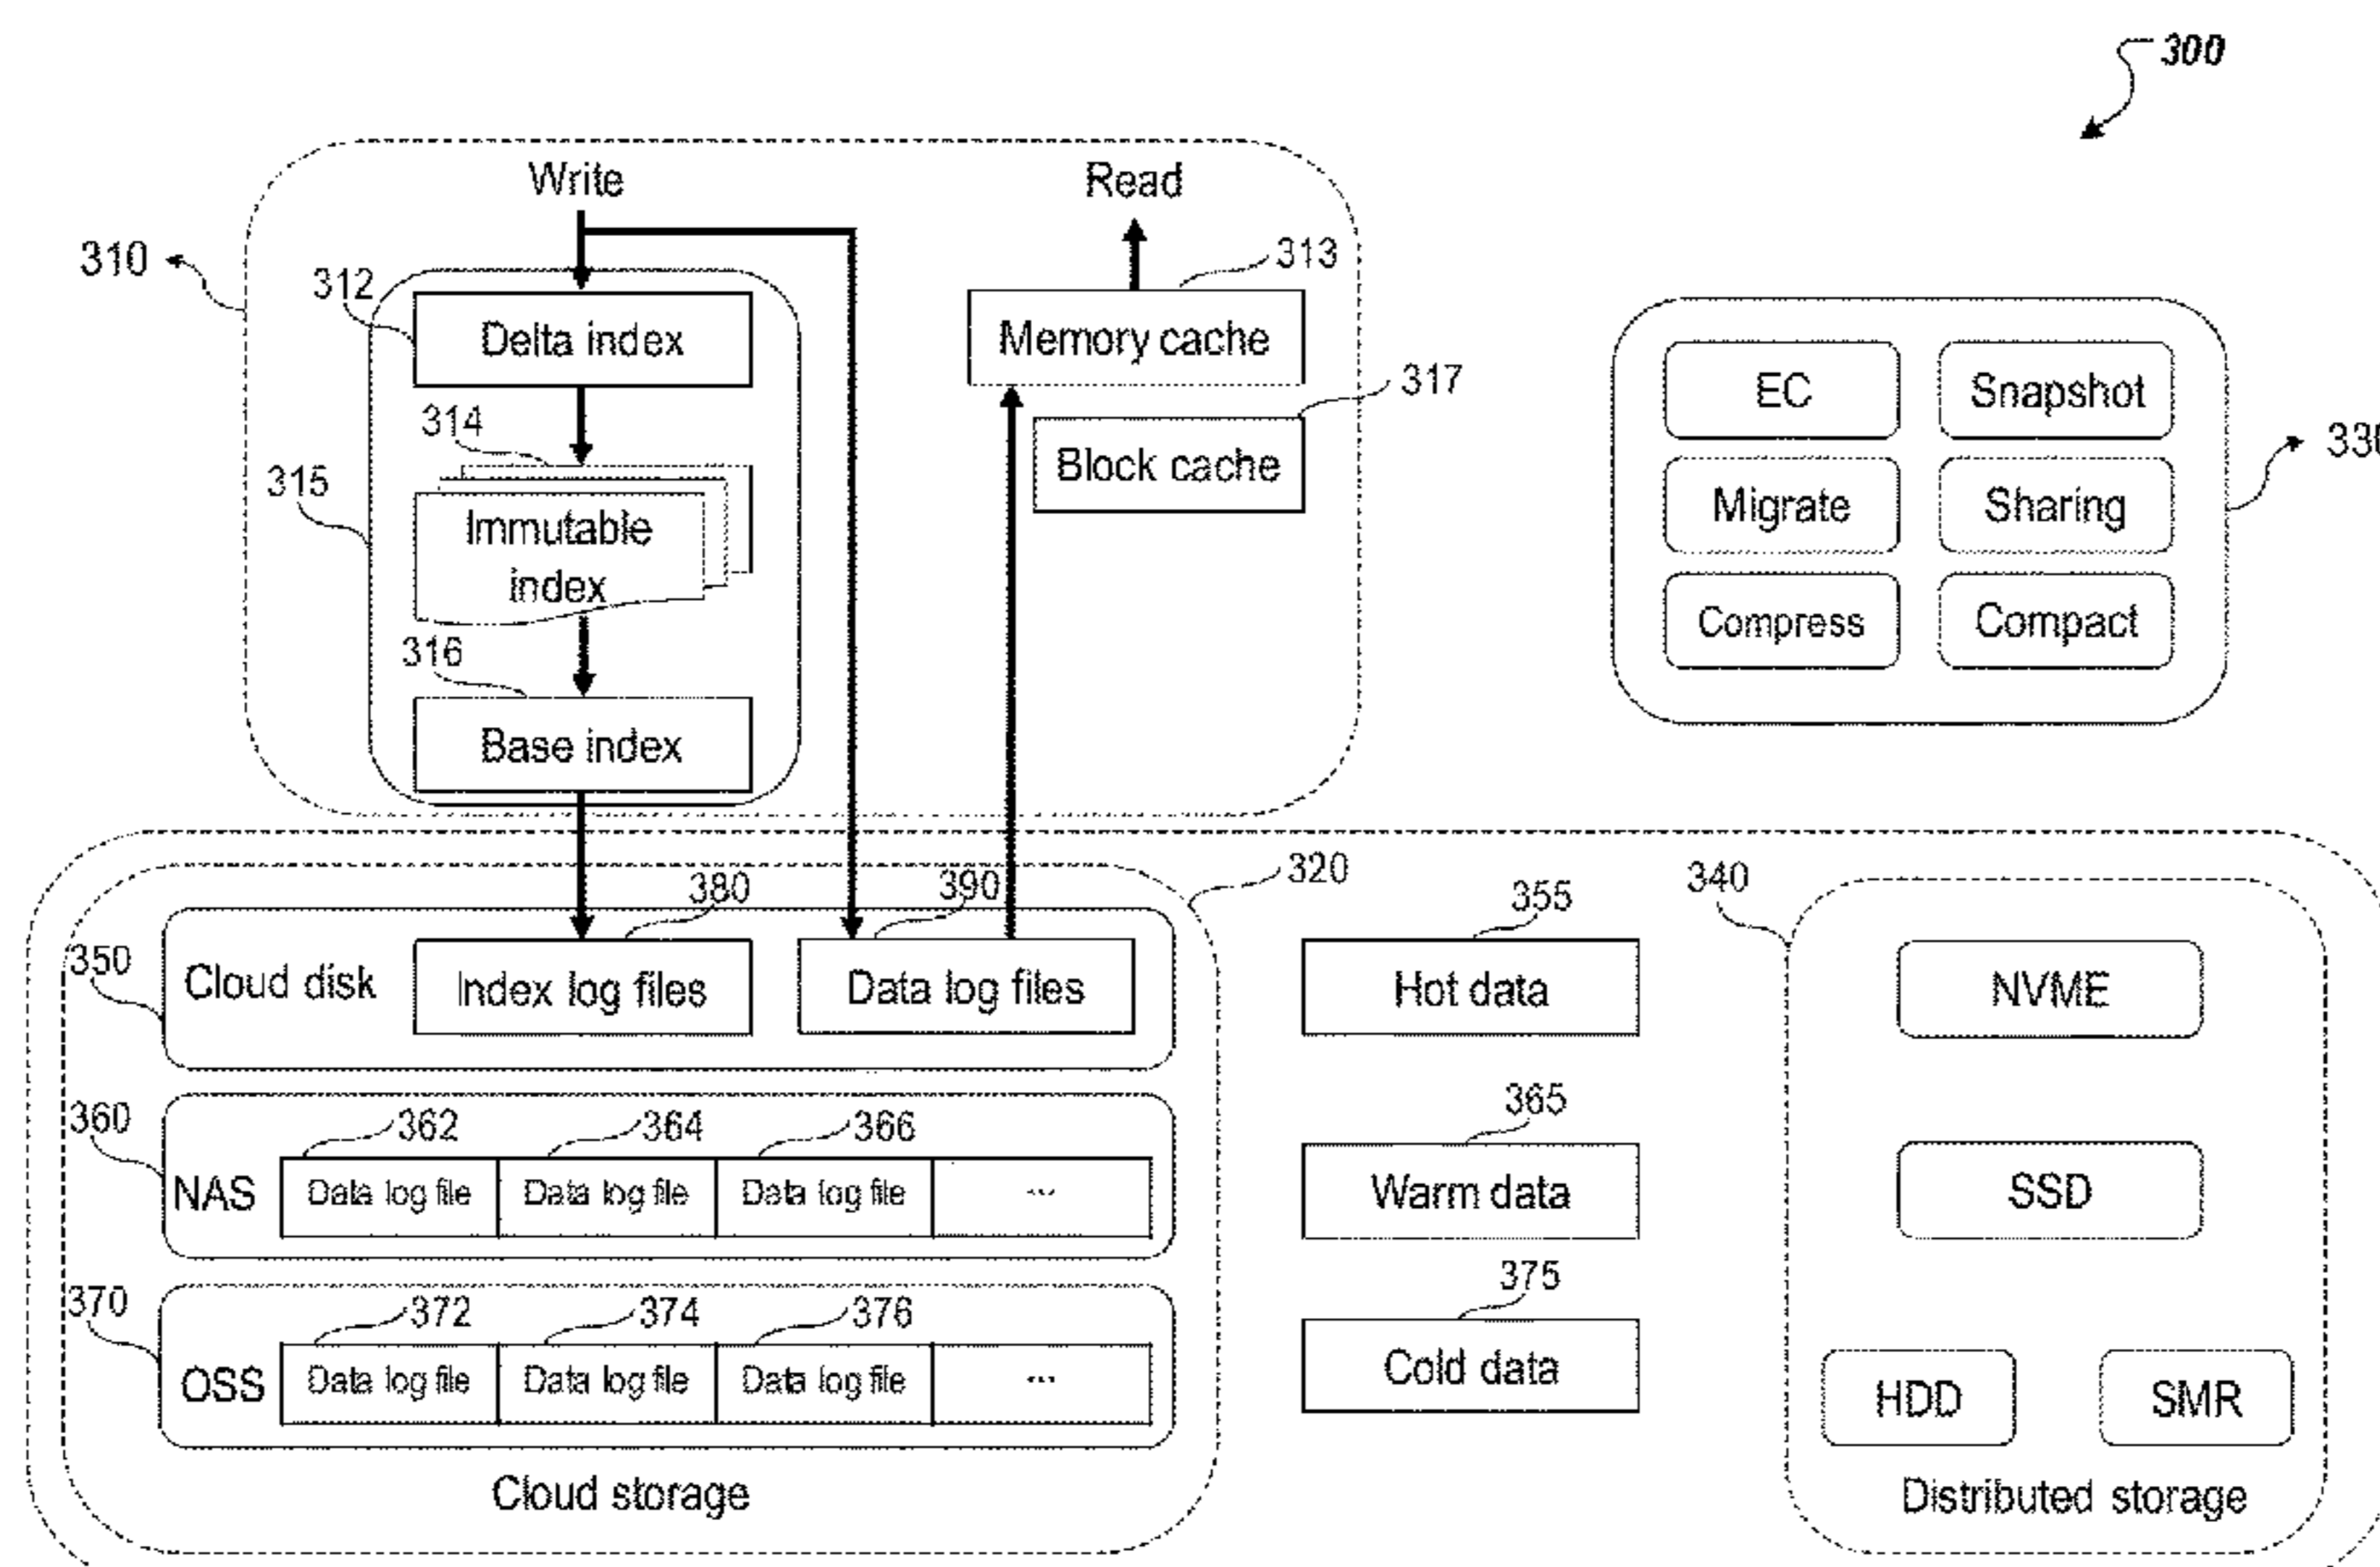 300
Write
Read
310
312
313
Delta index
Memory cache
317
314
Block cache
315
Immutable
index
316
Base index
EC
Snapshot
Migrate
Sharing
Compress
Compact
320
380
390
355
340
350
Cloud disk
Index log files
Data log files
Hot data
NVME
360
362
364
366
365
NAS
Data log file
Data log file
Data log file
...
Warm data
SSD
370
372
374
376
375
OSS
Data log file
Data log file
Data log file
...
Cold data
HDD
SMR
Cloud storage
Distributed storage